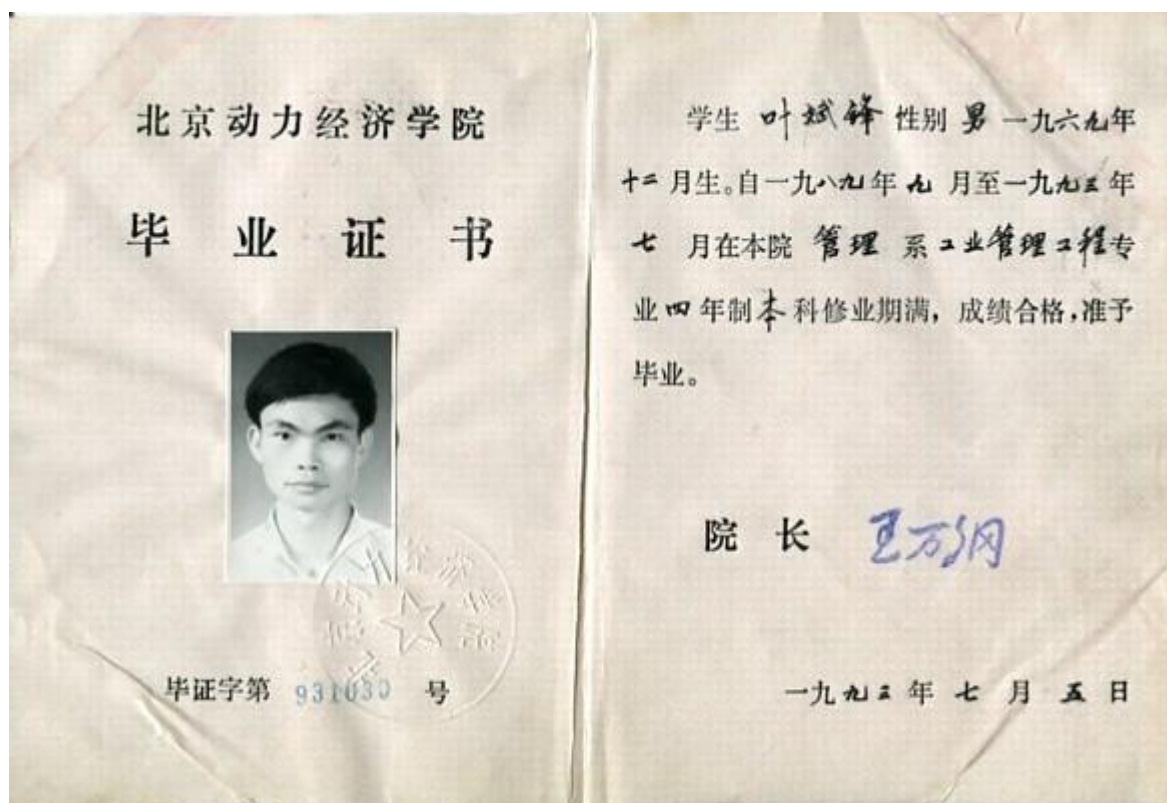 北京动力经济学院
毕业证书
毕证字第 931030 号
学生 叶斌锋 性别 男 一九六九年
十二月生。自一九八九年九月至一九九三年
七月在本院 管理 系工业管理工程专
业四年制本科修业期满，成绩合格，准予
毕业。
院长 王万纲
一九九三年七月五日